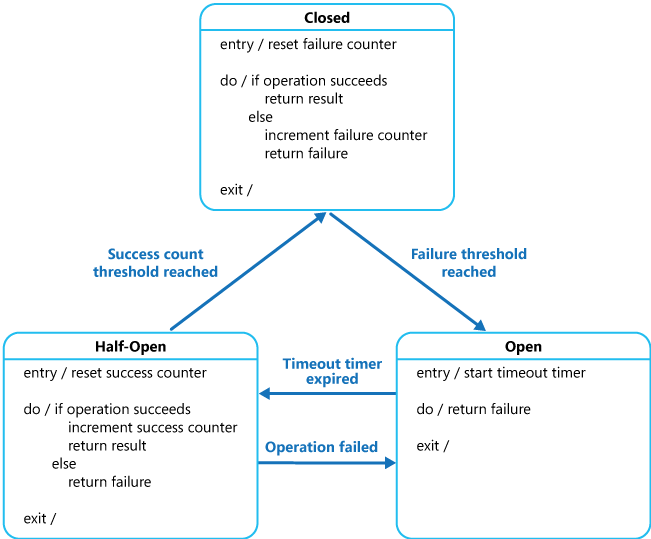 Closed
entry / reset failure counter
do / if operation succeeds
return result
else
increment failure counter
return failure
exit /
Success count
threshold reached
Failure threshold
reached
Half-Open
entry / reset success counter
do / if operation succeeds
increment success counter
return result
else
return failure
exit /
Timeout timer
expired
Operation failed
Open
entry / start timeout timer
do / return failure
exit /